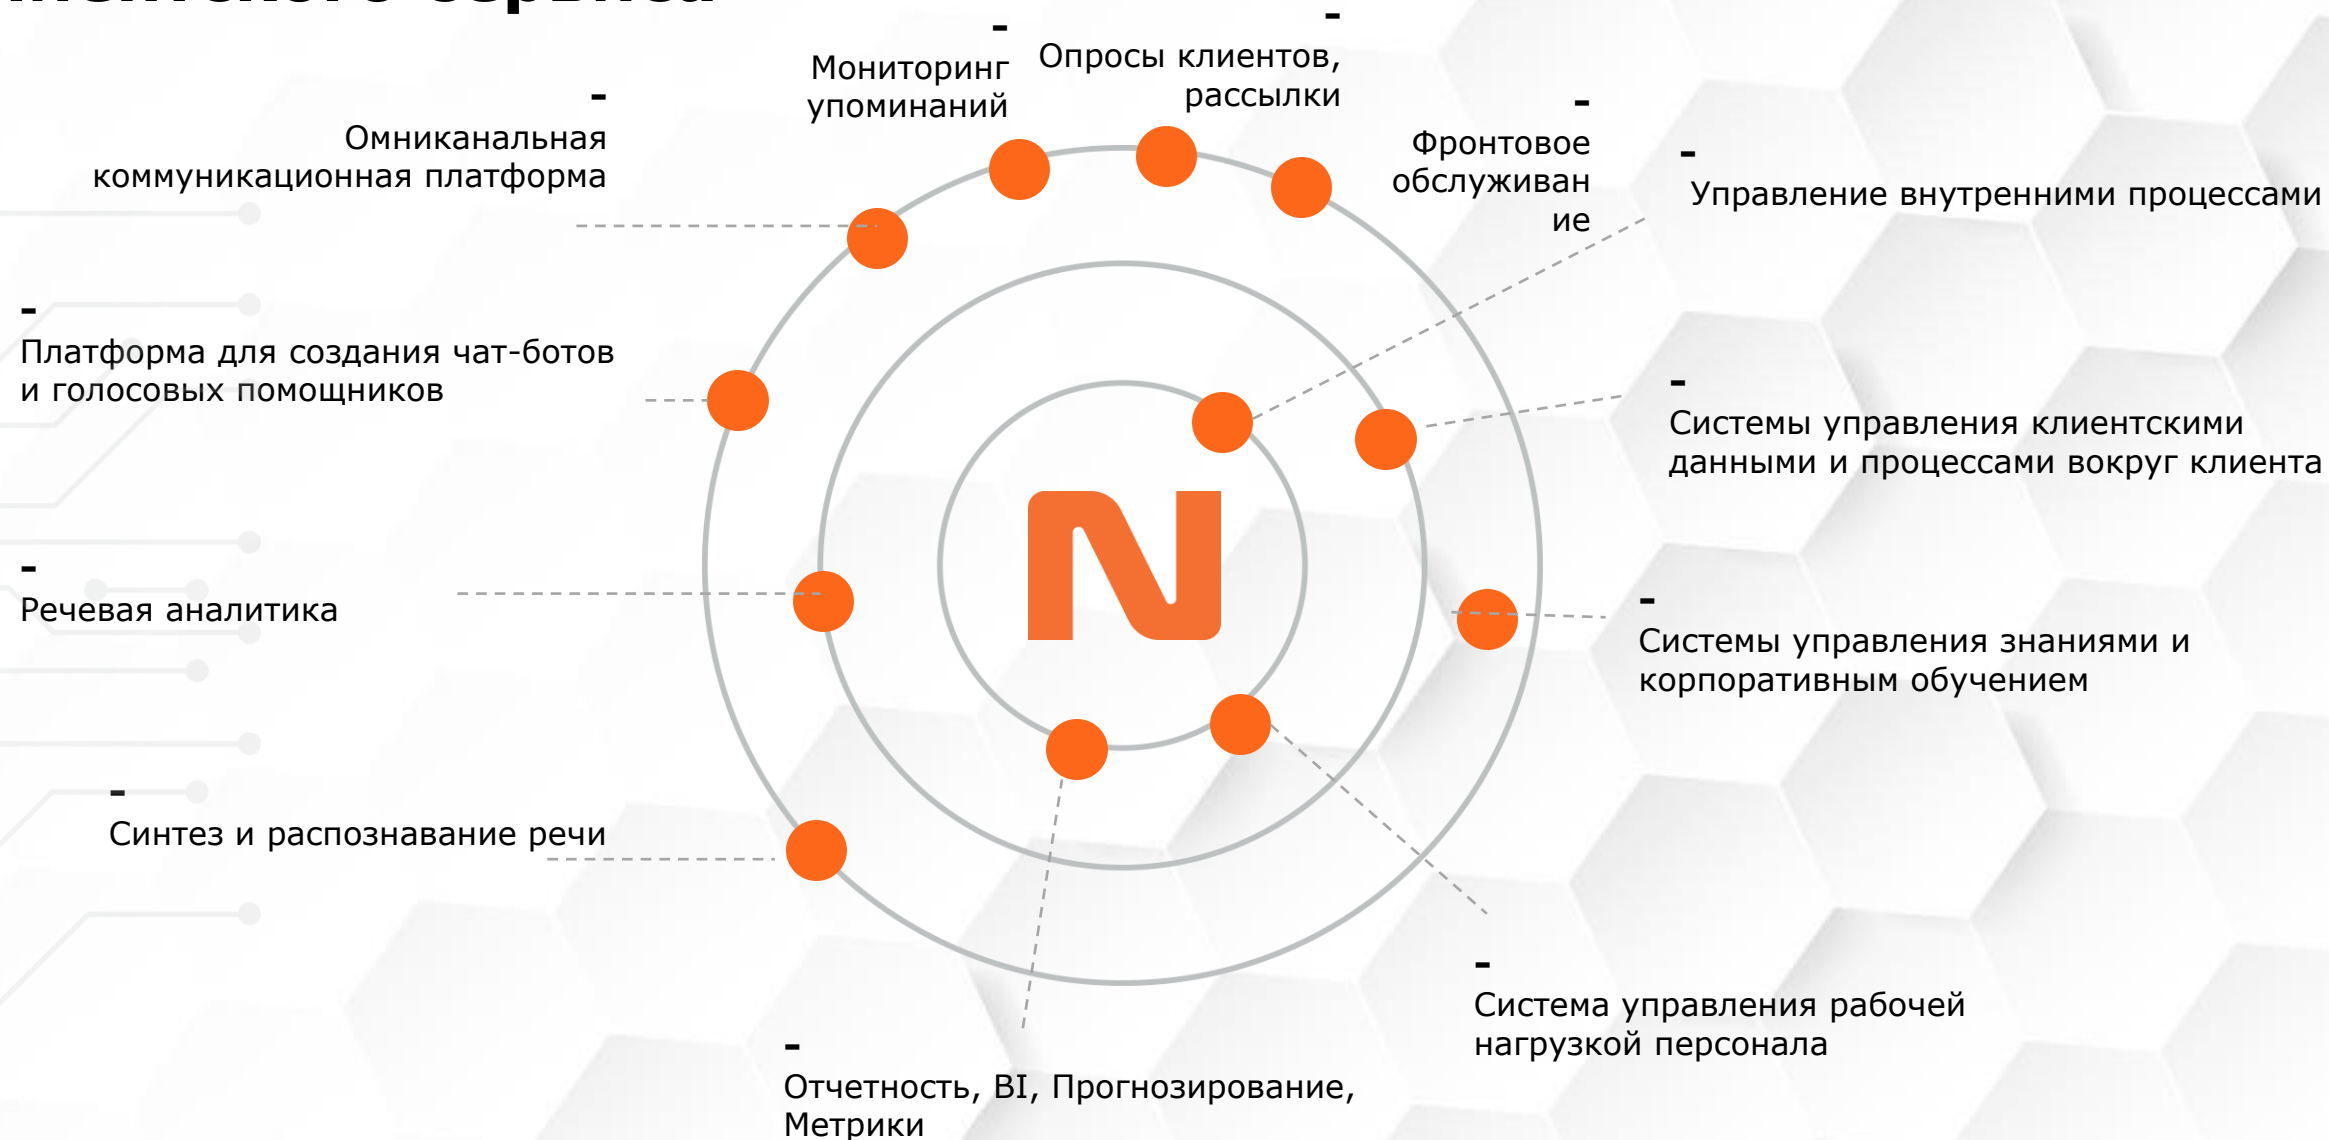 сервиса
-
Мониторинг
упоминаний
-
Опросы клиентов,
рассылки
-
Омниканальная
коммуникационная платформа
-
Фронтовое
обслуживан
ие
-
Управление внутренними процессами
-
Платформа для создания чат-ботов
и голосовых помощников
-
Системы управления клиентскими
данными и процессами вокруг клиента
-
Речевая аналитика
-
Системы управления знаниями и
корпоративным обучением
-
Синтез и распознавание речи
-
Система управления рабочей
нагрузкой персонала
-
Отчетность, BI, Прогнозирование,
Метрики
N